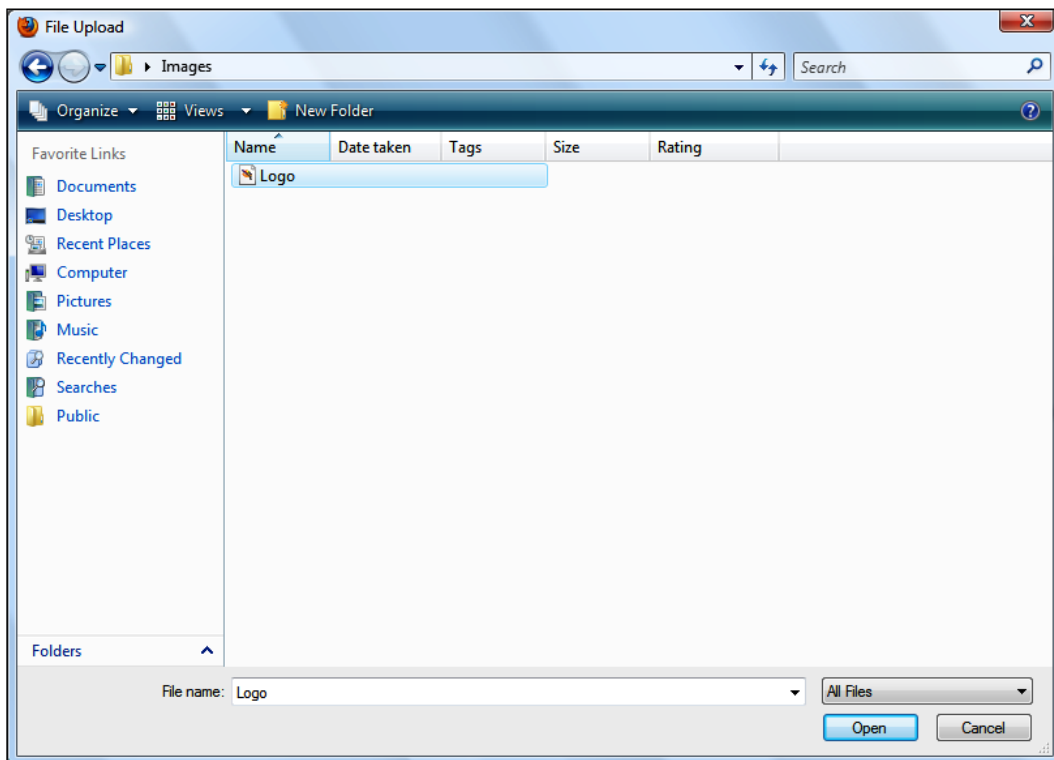 File Upload
Images
Search
Organize Views New Folder
Favorite Links
Documents
Desktop
Recent Places
Computer
Pictures
Music
Recently Changed
Searches
Public
Folders
Name Date taken Tags Size Rating
Logo
File name: Logo All Files
Open Cancel